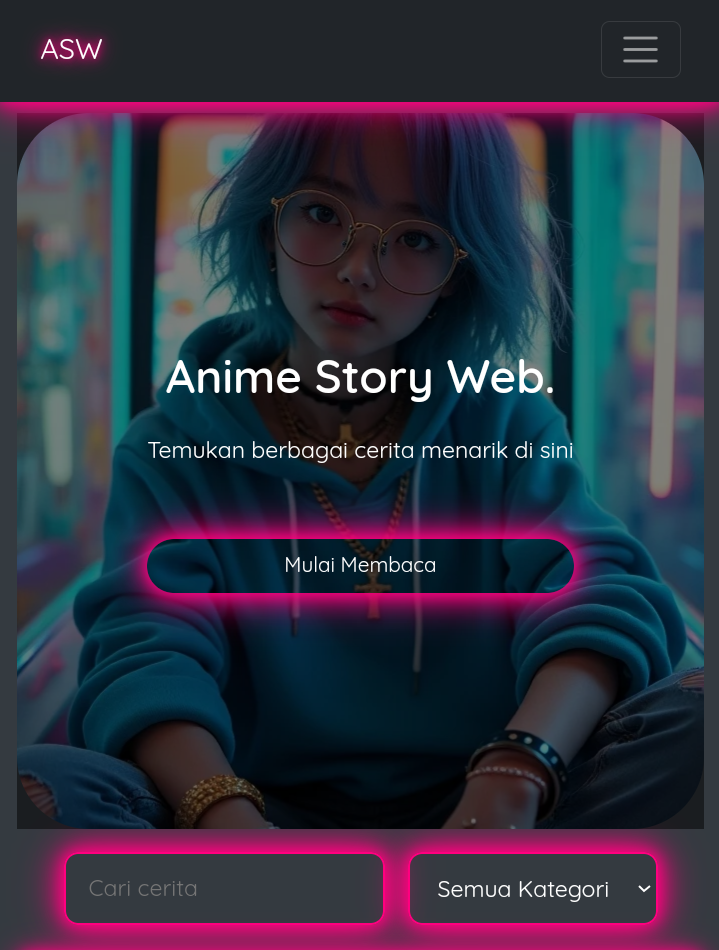 ASW
Anime Story Web.
Temukan berbagai cerita menarik di sini
Mulai Membaca
Cari cerita
Semua Kategori